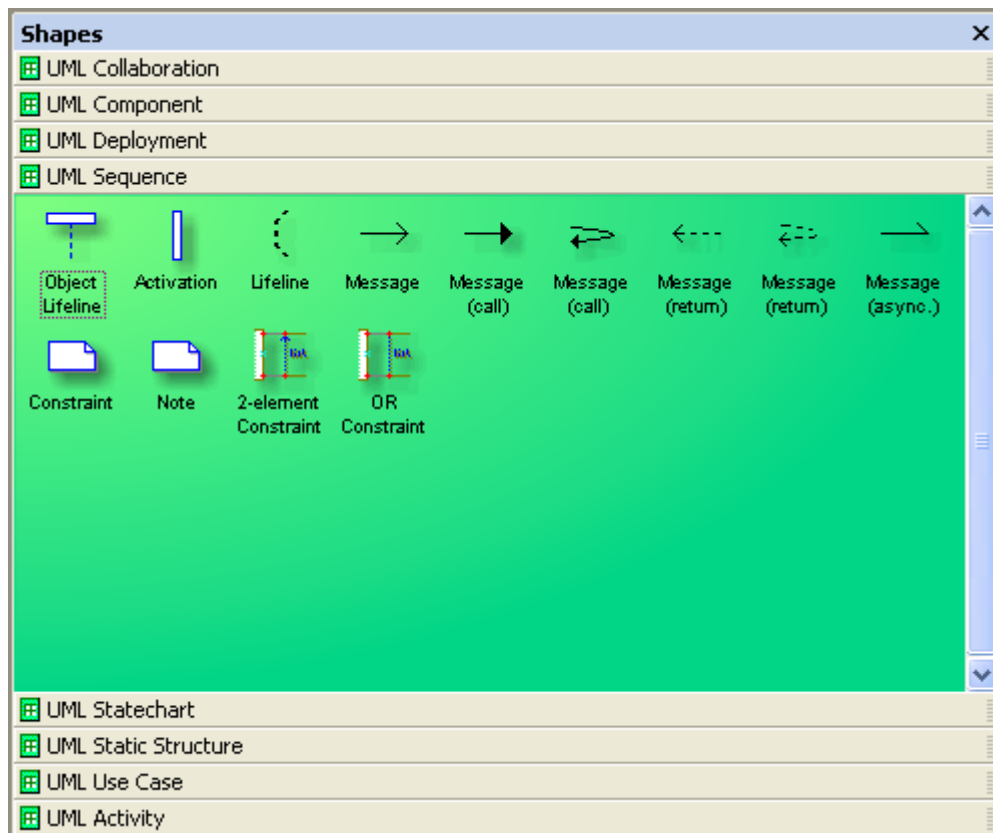 Shapes
UML Collaboration
UML Component
UML Deployment
UML Sequence
Object Lifeline
Activation
Lifeline
Message
Message (call)
Message (call)
Message (return)
Message (return)
Message (async.)
Constraint
Note
2-element Constraint
OR Constraint
UML Statechart
UML Static Structure
UML Use Case
UML Activity